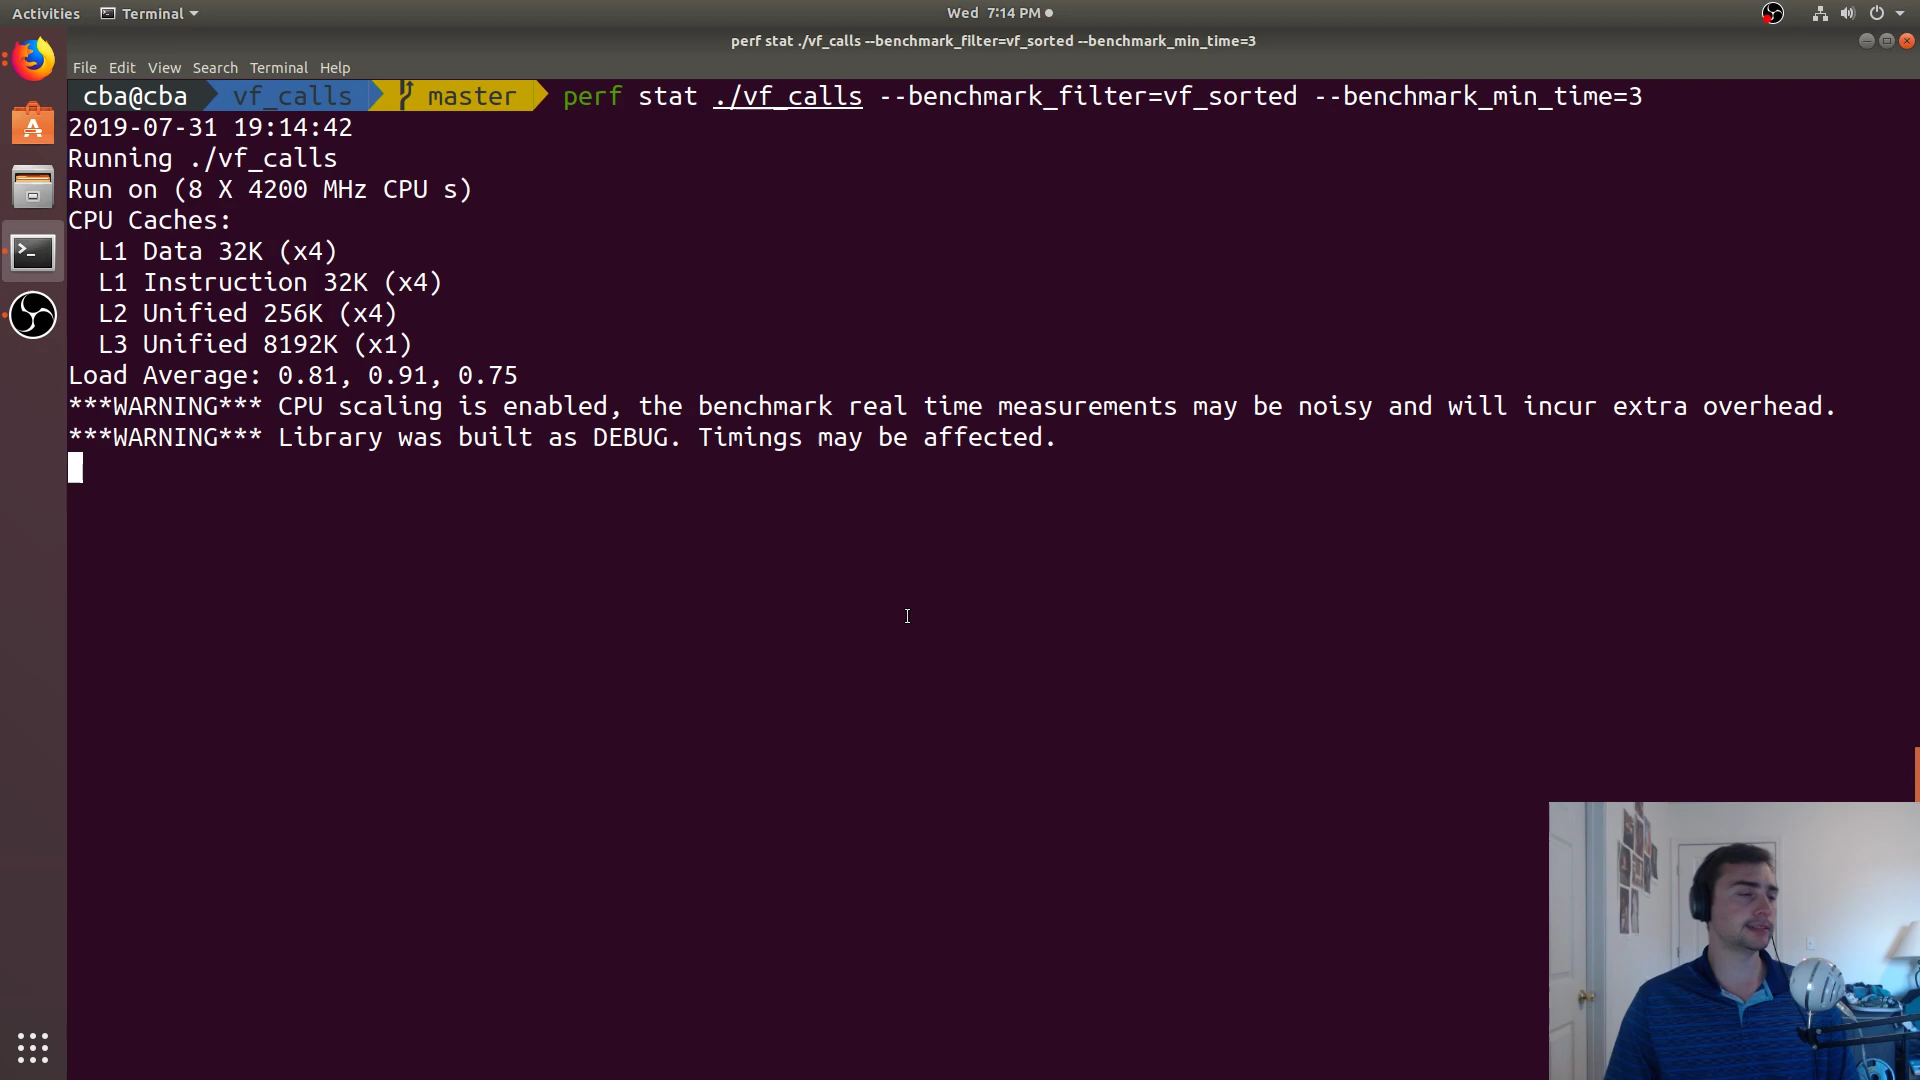 Activities Terminal Wed 7:14 PM
perf stat ./vf_calls --benchmark_filter=vf_sorted --benchmark_min_time=3
File Edit View Search Terminal Help
cba@cba vf_calls master perf stat ./vf_calls --benchmark_filter=vf_sorted --benchmark_min_time=3
2019-07-31 19:14:42
Running ./vf_calls
Run on (8 X 4200 MHz CPU s)
CPU Caches:
L1 Data 32K (x4)
L1 Instruction 32K (x4)
L2 Unified 256K (x4)
L3 Unified 8192K (x1)
Load Average: 0.81, 0.91, 0.75
***WARNING*** CPU scaling is enabled, the benchmark real time measurements may be noisy and will incur extra overhead.
***WARNING*** Library was built as DEBUG. Timings may be affected.